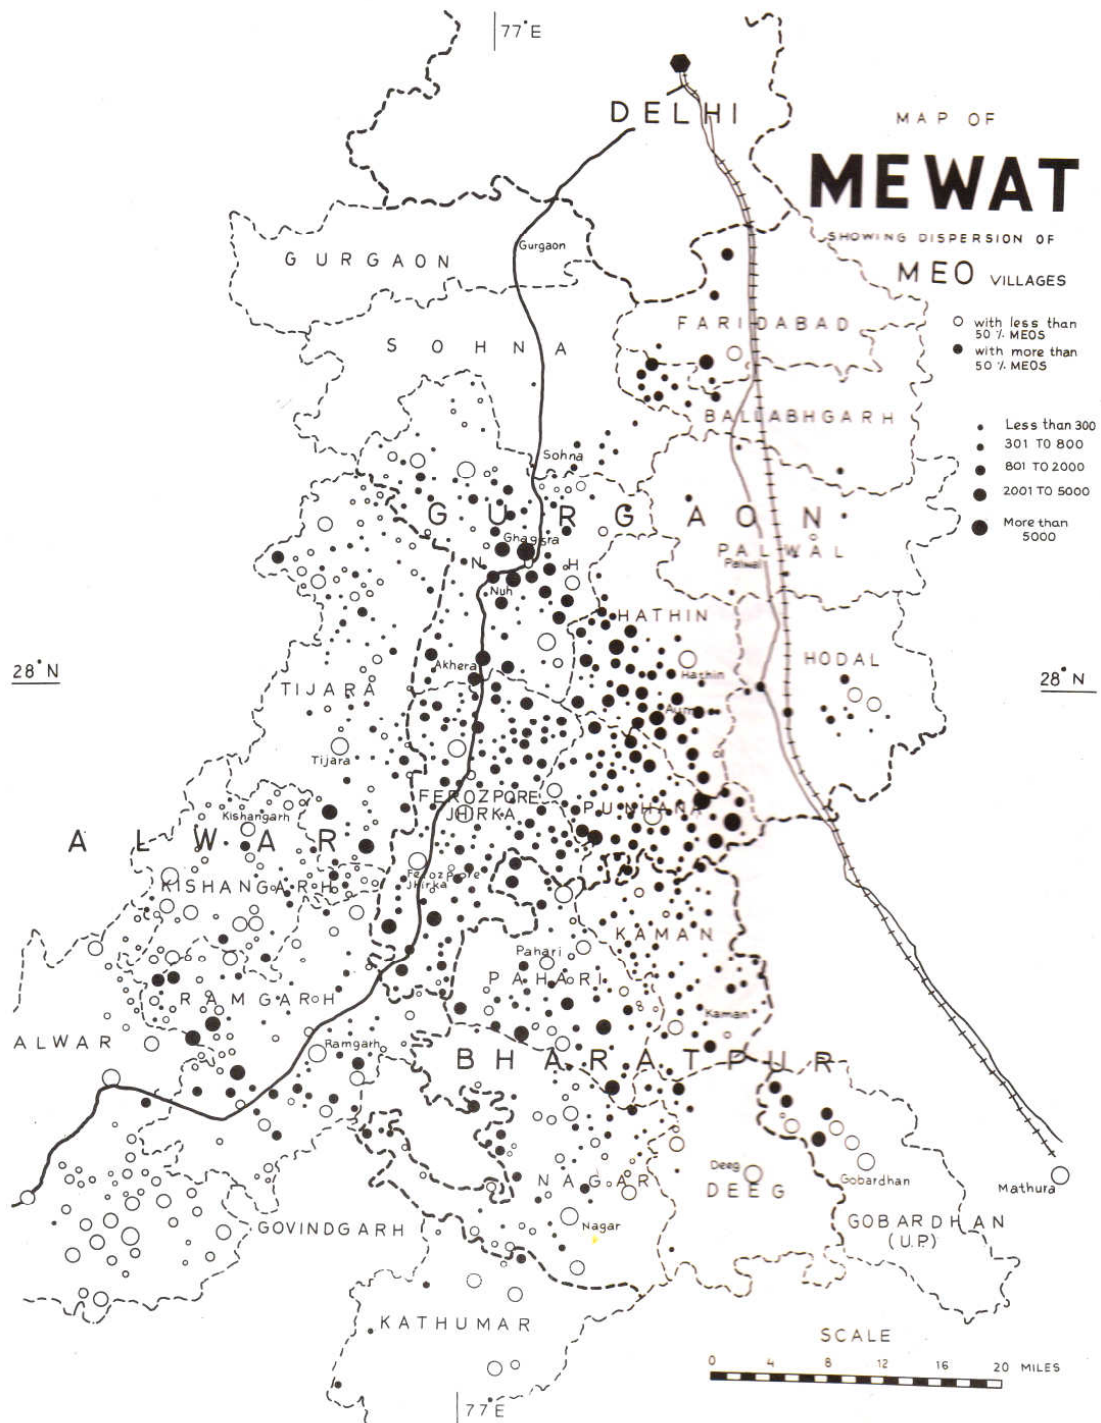 77°E
DELHI
MAP OF
MEWAT
SHOWING DISPERSION OF
MEO VILLAGES
with less than
50% MEOS
with more than
50% MEOS
Less than 300
301 TO 800
801 TO 2000
2001 TO 5000
More than
5000
Gurgaon
GURGAON
FARIDABAD
SOHNA
BALLABHGARH
Sohna
GURGAON
Ghagsra
PALWAL
Palwal
NUH
Nuh
HATHIN
28°N
Akhera
Hathin
HODAL
28°N
TIJARA
Tijara
FEROZPORE
JHIRKA
PUNHANA
Kishangarh
ALWAR
KISHANGARH
Ferozpore
Jhirka
KAMAN
Pahari
PAHARI
RAMGARH
Kaman
ALWAR
Ramgarh
BHARATPUR
NAGAR
Deeg
DEEG
Gobardhan
Mathura
GOVINDGARH
Nagar
GOBARDHAN
(U.P.)
KATHUMAR
SCALE
0 4 8 12 16 20 MILES
77°E